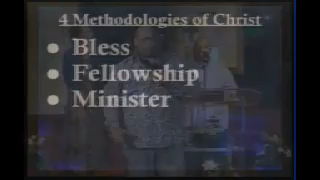 4 Methodologies of Christ
● Bless
● Fellowship
● Minister